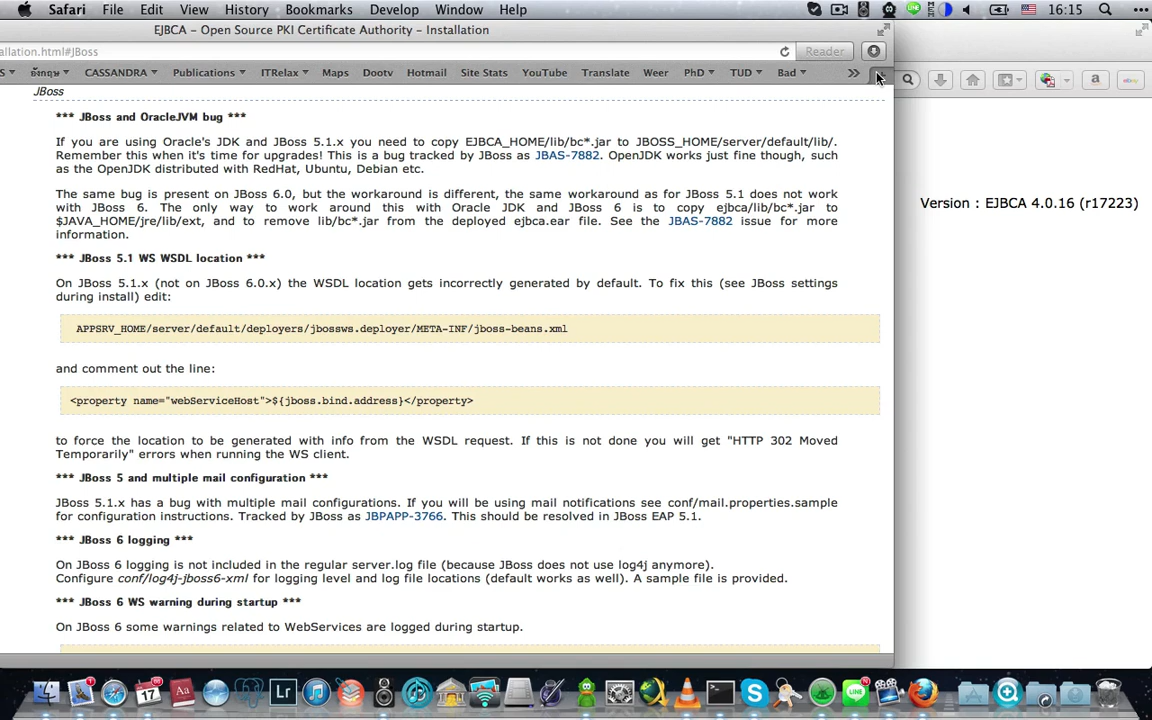 Safari File Edit View History Bookmarks Develop Window Help 16:15
EJBCA – Open Source PKI Certificate Authority – Installation
allation.html#JBoss Reader
S อังกฤษ CASSANDRA Publications ITRelax Maps Dootv Hotmail Site Stats YouTube Translate Weer PhD TUD Bad
JBoss
*** JBoss and OracleJVM bug ***
If you are using Oracle's JDK and JBoss 5.1.x you need to copy EJBCA_HOME/lib/bc*.jar to JBOSS_HOME/server/default/lib/.
Remember this when it's time for upgrades! This is a bug tracked by JBoss as JBAS-7882. OpenJDK works just fine though, such
as the OpenJDK distributed with RedHat, Ubuntu, Debian etc.
The same bug is present on JBoss 6.0, but the workaround is different, the same workaround as for JBoss 5.1 does not work
with JBoss 6. The only way to work around this with Oracle JDK and JBoss 6 is to copy ejbca/lib/bc*.jar to
$JAVA_HOME/jre/lib/ext, and to remove lib/bc*.jar from the deployed ejbca.ear file. See the JBAS-7882 issue for more
information.
Version : EJBCA 4.0.16 (r17223)
*** JBoss 5.1 WS WSDL location ***
On JBoss 5.1.x (not on JBoss 6.0.x) the WSDL location gets incorrectly generated by default. To fix this (see JBoss settings
during install) edit:
APPSRV_HOME/server/default/deployers/jbossws.deployer/META-INF/jboss-beans.xml
and comment out the line:
<property name="webServiceHost">${jboss.bind.address}</property>
to force the location to be generated with info from the WSDL request. If this is not done you will get "HTTP 302 Moved
Temporarily" errors when running the WS client.
*** JBoss 5 and multiple mail configuration ***
JBoss 5.1.x has a bug with multiple mail configurations. If you will be using mail notifications see conf/mail.properties.sample
for configuration instructions. Tracked by JBoss as JBPAPP-3766. This should be resolved in JBoss EAP 5.1.
*** JBoss 6 logging ***
On JBoss 6 logging is not included in the regular server.log file (because JBoss does not use log4j anymore).
Configure conf/log4j-jboss6-xml for logging level and log file locations (default works as well). A sample file is provided.
*** JBoss 6 WS warning during startup ***
On JBoss 6 some warnings related to WebServices are logged during startup.
17 Aa Lr LINE